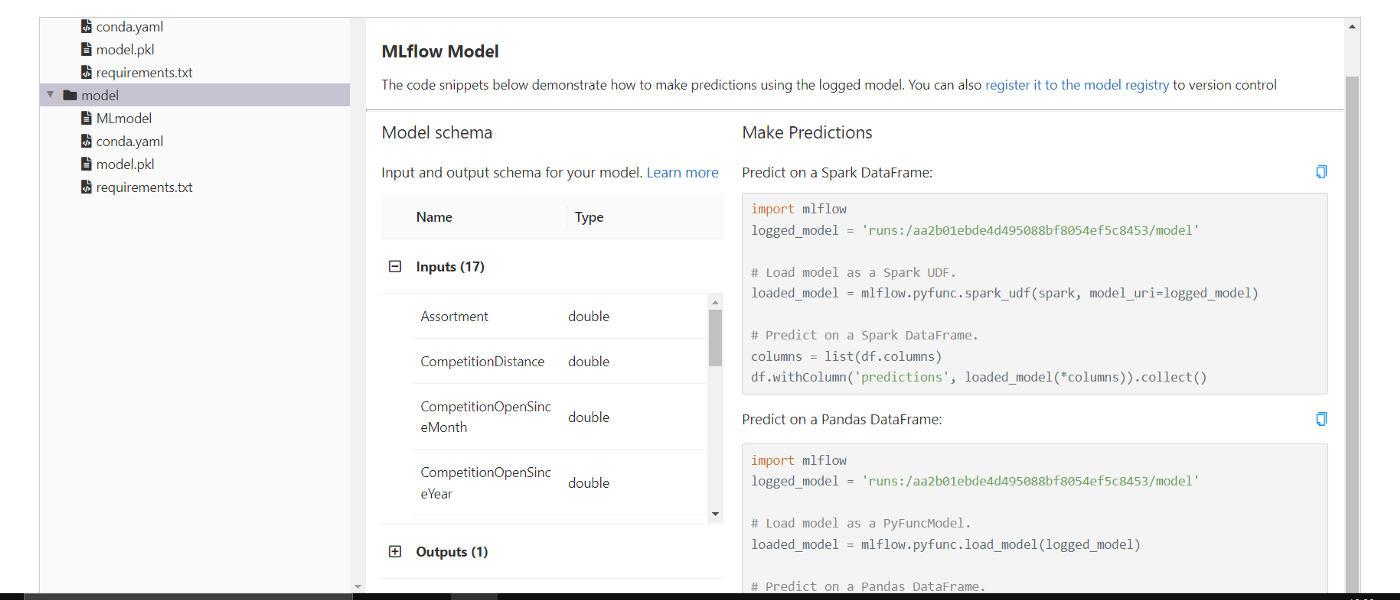 conda.yaml
model.pkl
requirements.txt
model
MLmodel
conda.yaml
model.pkl
requirements.txt
MLflow Model
The code snippets below demonstrate how to make predictions using the logged model. You can also register it to the model registry to version control
Model schema
Input and output schema for your model. Learn more
Name Type
Inputs (17)
Assortment double
CompetitionDistance double
CompetitionOpenSinc
eMonth
double
CompetitionOpenSinc
eYear
double
Outputs (1)
Make Predictions
Predict on a Spark DataFrame:
import mlflow
logged_model = 'runs:/aa2b01ebde4d495088bf8054ef5c8453/model'
# Load model as a Spark UDF.
loaded_model = mlflow.pyfunc.spark_udf(spark, model_uri=logged_model)
# Predict on a Spark DataFrame.
columns = list(df.columns)
df.withColumn('predictions', loaded_model(*columns)).collect()
Predict on a Pandas DataFrame:
import mlflow
logged_model = 'runs:/aa2b01ebde4d495088bf8054ef5c8453/model'
# Load model as a PyFuncModel.
loaded_model = mlflow.pyfunc.load_model(logged_model)
# Predict on a Pandas DataFrame.